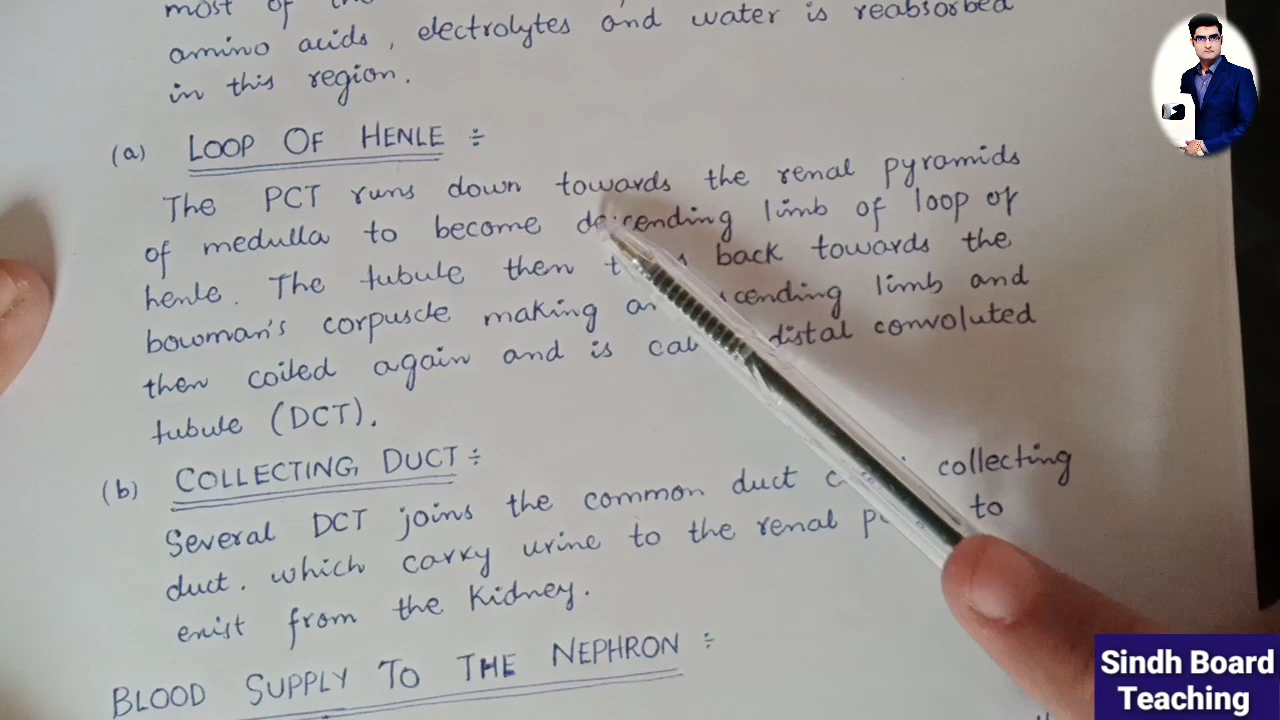 most of the
amino acids, electrolytes and water is reabsorbed
in this region.
(a) LOOP OF HENLE ÷
The PCT runs down towards the renal pyramids
of medulla to become descending limb of loop of
henle. The tubule then back towards the
bowman's corpuscle making an ascending limb and
then coiled again and is distal convoluted
tubule (DCT).
(b) COLLECTING DUCT ÷
Several DCT joins the common duct collecting
duct. which carry urine to the renal to
exist from the Kidney.
BLOOD SUPPLY TO THE NEPHRON ÷
Sindh Board
Teaching